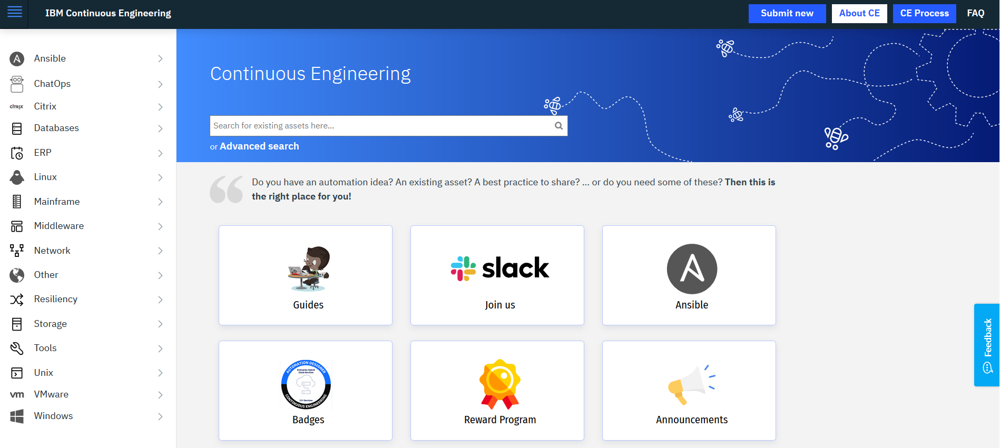 IBM Continuous Engineering
Submit new
About CE
CE Process
FAQ
Ansible
ChatOps
CiTRIX
Citrix
Databases
ERP
Linux
Mainframe
Middleware
Network
Other
Resiliency
Storage
Tools
Unix
vm
VMware
Windows
Continuous Engineering
Search for existing assets here...
or Advanced search
Do you have an automation idea? An existing asset? A best practice to share? ... or do you need some of these? Then this is
the right place for you!
Guides
slack
Join us
Ansible
AUTOMATION DESIGNER
Enterprise Hybrid
Cloud Services
IBM Services
CONTINUOUS ENGINEERING
Badges
Reward Program
Announcements
Feedback